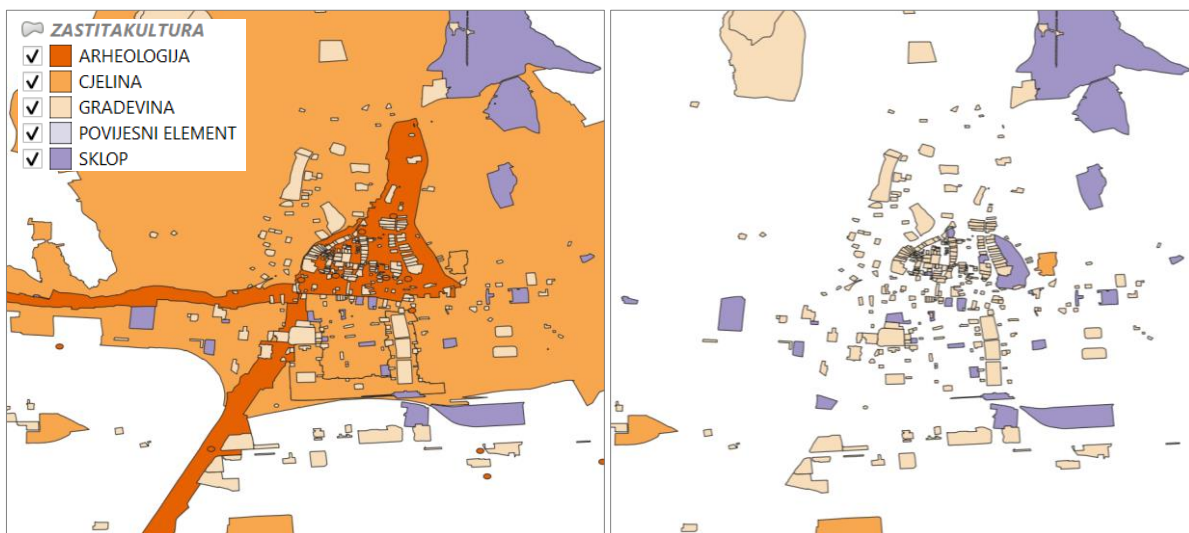 ZASTITAKULTURA
ARHEOLOGIJA
CJELINA
GRADEVINA
POVIJESNI ELEMENT
SKLOP